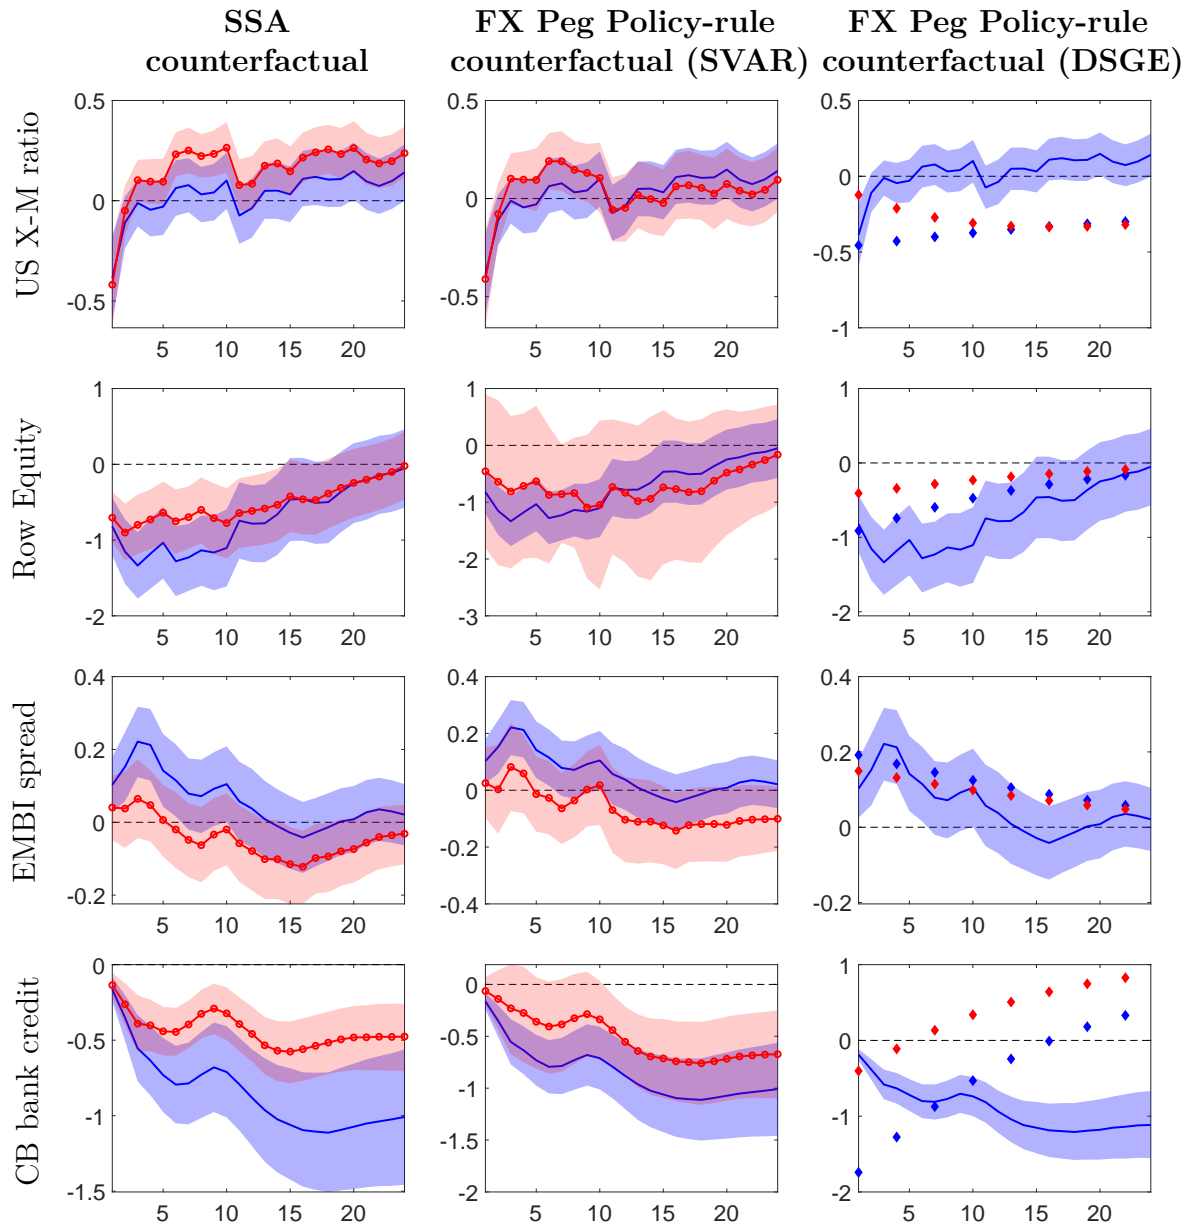 SSA
counterfactual
FX Peg Policy-rule
counterfactual (SVAR)
FX Peg Policy-rule
counterfactual (DSGE)
US X-M ratio
0.5
0
-0.5
5 10 15 20
0.5
0
-0.5
5 10 15 20
0.5
0
-0.5
-1
5 10 15 20
Row Equity
1
0
-1
-2
5 10 15 20
1
0
-1
-2
-3
5 10 15 20
1
0
-1
-2
5 10 15 20
EMBI spread
0.4
0.2
0
-0.2
5 10 15 20
0.4
0.2
0
-0.2
-0.4
5 10 15 20
0.4
0.2
0
-0.2
5 10 15 20
CB bank credit
0
-0.5
-1
-1.5
5 10 15 20
0
-0.5
-1
-1.5
-2
5 10 15 20
1
0
-1
-2
5 10 15 20